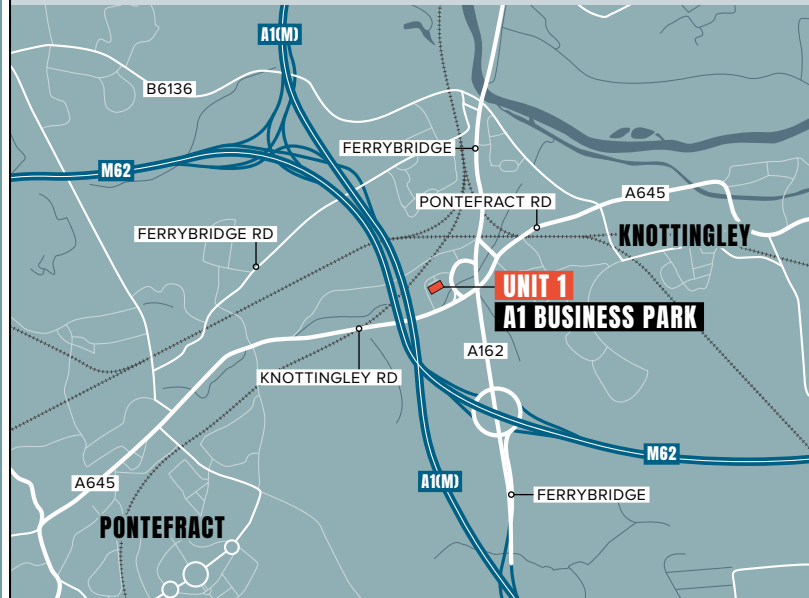 A1(M)
B6136
FERRYBRIDGE
M62
PONTEFRACT RD
A645
FERRYBRIDGE RD
KNOTTINGLEY
UNIT 1
A1 BUSINESS PARK
A162
KNOTTINGLEY RD
M62
A645
A1(M)
FERRYBRIDGE
PONTEFRACT